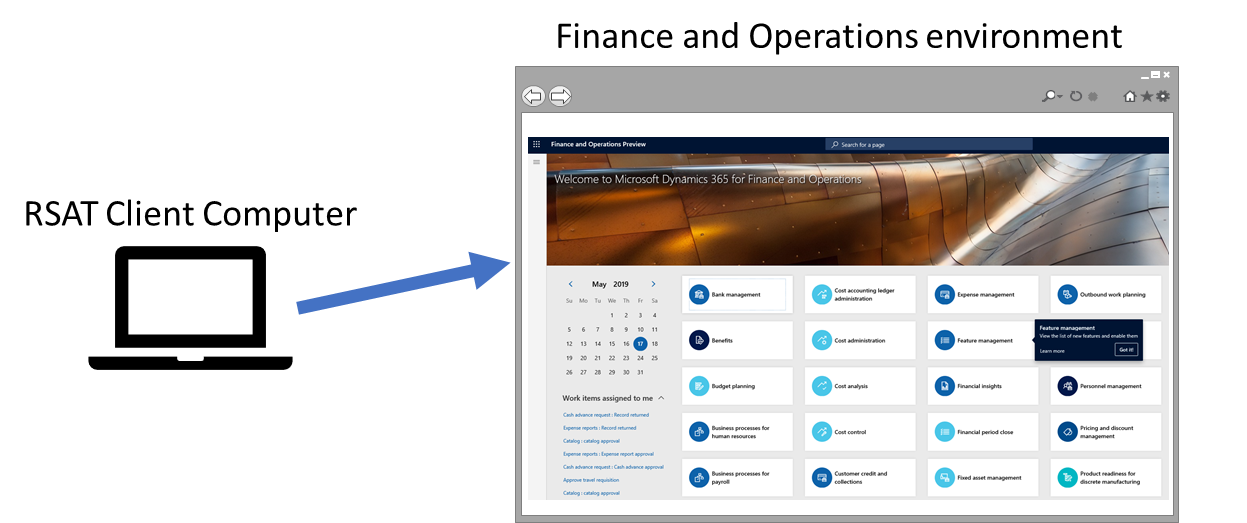 Finance and Operations environment
RSAT Client Computer
Finance and Operations Preview
Search for a page
Welcome to Microsoft Dynamics 365 for Finance and Operations
May 2019
Su Mo Tu We Th Fr Sa
1 2 3 4
5 6 7 8 9 10 11
12 13 14 15 16 17 18
19 20 21 22 23 24 25
26 27 28 29 30 31
Work items assigned to me
Cash advance request : Record returned
Expense reports : Record returned
Catalog : catalog approval
Expense reports : Expense report approval
Cash advance request : Cash advance approval
Approve travel requisition
Catalog : catalog approval
Bank management
Cost accounting ledger
administration
Expense management
Outbound work planning
Benefits
Cost administration
Feature management
Feature management
View the list of new features and enable them
Learn more
Got it!
Budget planning
Cost analysis
Financial insights
Personnel management
Business processes for
human resources
Cost control
Financial period close
Pricing and discount
management
Business processes for
payroll
Customer credit and
collections
Fixed asset management
Product readiness for
discrete manufacturing